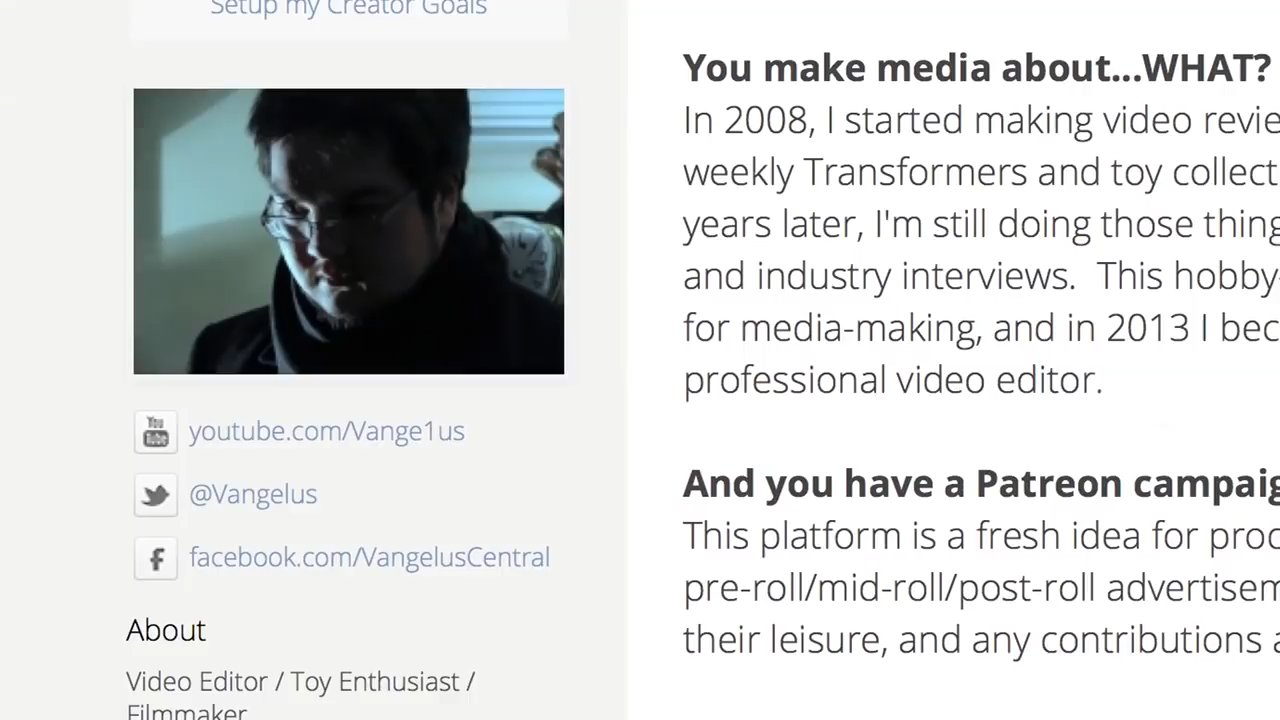 Setup my Creator Goals
You Tube
youtube.com/Vange1us
@Vangelus
facebook.com/VangelusCentral
About
Video Editor / Toy Enthusiast /
Filmmaker
You make media about...WHAT?
In 2008, I started making video revie
weekly Transformers and toy collect
years later, I'm still doing those thing
and industry interviews.  This hobby-
for media-making, and in 2013 I bec
professional video editor.
And you have a Patreon campaig
This platform is a fresh idea for proc
pre-roll/mid-roll/post-roll advertisem
their leisure, and any contributions a